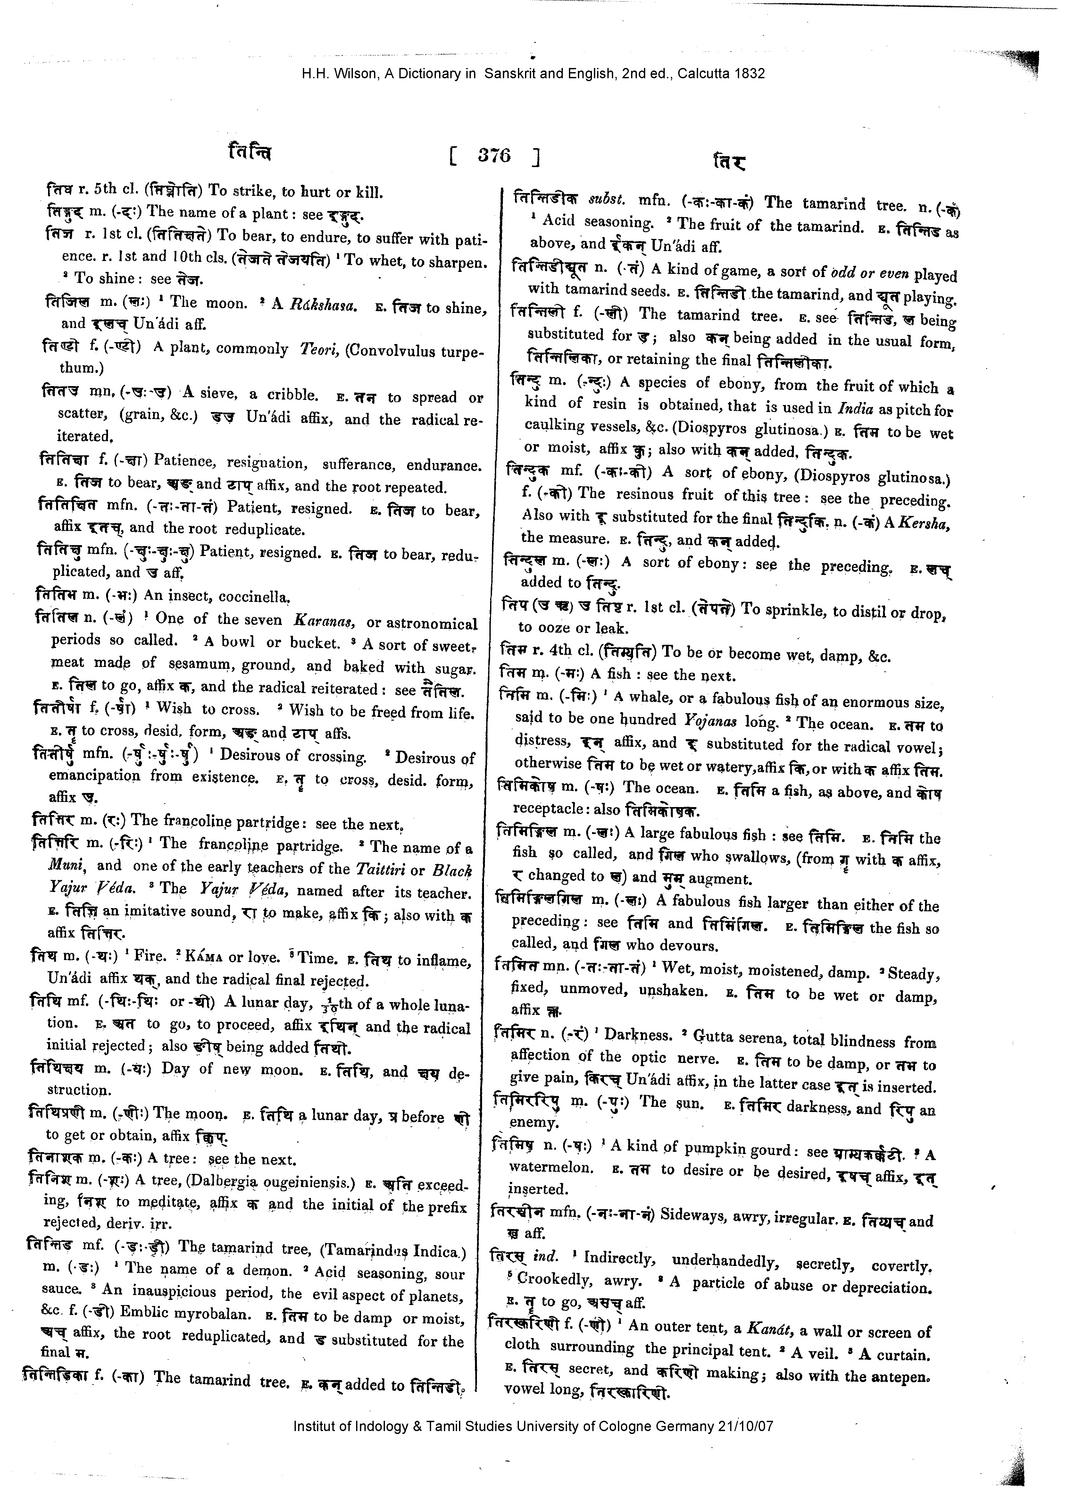 H.H. Wilson, A Dictionary in Sanskrit and English, 2nd ed., Calcutta 1832
तिन्ति [ 376 ] तिर
तिघ r. 5th cl. (तिघ्नोति) To strike, to hurt or kill.
तिङ्गुद m. (-दः) The name of a plant: see इङ्गुद.
तिज r. 1st cl. (तितिक्षते) To bear, to endure, to suffer with pati-
ence. r. 1st and 10th cls. (तेजते तेजयति) ¹ To whet, to sharpen.
² To shine: see तेज.
तिजिल m. (लः) ¹ The moon. ² A Rákshasa. E. तिज to shine,
and इलच् Un'ádi aff.
तिण्टी f. (-ण्टी) A plant, commonly Teori, (Convolvulus turpe-
thum.)
तितउ mn, (-उः-उ) A sieve, a cribble. E. तन to spread or
scatter, (grain, &c.) डउ Un'ádi affix, and the radical re-
iterated,
तितिक्षा f. (-क्षा) Patience, resignation, sufferance, endurance.
E. तिज to bear, अङ् and टाप् affix, and the root repeated.
तितिक्षित mfn. (-तः-ता-तं) Patient, resigned. E. तिज to bear,
affix इतच्, and the root reduplicate.
तितिक्षु mfn. (-क्षुः-क्षुः-क्षु) Patient, resigned. E. तिज to bear, redu-
plicated, and उ aff.
तितिभ m. (-भः) An insect, coccinella.
तितिल n. (-लं) ¹ One of the seven Karanas, or astronomical
periods so called. ² A bowl or bucket. ³ A sort of sweet-
meat made of sesamum, ground, and baked with sugar.
E. तिल to go, affix क, and the radical reiterated: see तैतिल.
तितीर्षा f. (-र्षा) ¹ Wish to cross. ² Wish to be freed from life.
E. तॄ to cross, desid. form, अङ् and टाप् affs.
तितीर्षु mfn. (-र्षुः-र्षुः-र्षु) ¹ Desirous of crossing. ² Desirous of
emancipation from existence. E, तॄ to cross, desid. form,
affix उ.
तित्तिर m. (रः) The francoline partridge: see the next.
तित्तिरि m. (-रिः) ¹ The francoline partridge. ² The name of a
Muni, and one of the early teachers of the Taittiri or Black
Yajur Véda. ³ The Yajur Véda, named after its teacher.
E. तित्ति an imitative sound, रा to make, affix कि; also with क
affix तित्तिर.
तिथ m. (-थः) ¹ Fire. ² KÁMA or love. ³ Time. E. तिथ to inflame,
Un'ádi affix थक्, and the radical final rejected.
तिथि mf. (-थिः-थिः or -थी) A lunar day, 1/30th of a whole luna-
tion. E. अत to go, to proceed, affix इथिन् and the radical
initial rejected; also ङीष् being added तिथी.
तिथिक्षय m. (-यः) Day of new moon. E. तिथि, and क्षय de-
struction.
तिथिप्रणी m. (-णीः) The moon. E. तिथि a lunar day, प्र before णी
to get or obtain, affix क्विप्.
तिनाशक m. (-कः) A tree: see the next.
तिनिश m. (-शः) A tree, (Dalbergia ougeiniensis.) E. अति exceed-
ing, निश to meditate, affix क and the initial of the prefix
rejected, deriv. irr.
तिन्तिड mf. (-डः-डी) The tamarind tree, (Tamarindus Indica.)
m. (-डः) ¹ The name of a demon. ² Acid seasoning, sour
sauce. ³ An inauspicious period, the evil aspect of planets,
&c. f. (-डी) Emblic myrobalan. E. तिम to be damp or moist,
अच् affix, the root reduplicated, and ड substituted for the
final म.
तिन्तिडिका f. (-का) The tamarind tree. E. कन् added to तिन्तिडी.
तिन्तिडीक subst. mfn. (-कः-का-कं) The tamarind tree. n. (-कं)
¹ Acid seasoning. ² The fruit of the tamarind. E. तिन्तिड as
above, and ईकन् Un'ádi aff.
तिन्तिडीद्यूत n. (-तं) A kind of game, a sort of odd or even played
with tamarind seeds. E. तिन्तिडी the tamarind, and द्यूत playing.
तिन्तिली f. (-ली) The tamarind tree. E. see तिन्तिड, ल being
substituted for ड; also कन् being added in the usual form,
तिन्तिलिका, or retaining the final तिन्तिलीका.
तिन्दु m. (-न्दुः) A species of ebony, from the fruit of which a
kind of resin is obtained, that is used in India as pitch for
caulking vessels, &c. (Diospyros glutinosa.) E. तिम to be wet
or moist, affix कु; also with कन् added, तिन्दुक.
तिन्दुक mf. (-कः-की) A sort of ebony, (Diospyros glutinosa.)
f. (-की) The resinous fruit of this tree: see the preceding.
Also with इ substituted for the final तिन्दुकि. n. (-कं) A Kersha,
the measure. E. तिन्दु, and कन् added.
तिन्दुल m. (-लः) A sort of ebony: see the preceding. E. लच्
added to तिन्दु.
तिप (उ ऋ) उ तिपृ r. 1st cl. (तेपते) To sprinkle, to distil or drop,
to ooze or leak.
तिम r. 4th cl. (तिम्यति) To be or become wet, damp, &c.
तिम m. (-मः) A fish: see the next.
तिमि m. (-मिः) ¹ A whale, or a fabulous fish of an enormous size,
said to be one hundred Yojanas long. ² The ocean. E. तम to
distress, इन् affix, and इ substituted for the radical vowel;
otherwise तिम to be wet or watery, affix कि, or with क affix तिम.
तिमिकोष m. (-षः) The ocean. E. तिमि a fish, as above, and कोष
receptacle: also तिमिकोषक.
तिमिङ्गिल m. (-लः) A large fabulous fish: see तिमि. E. तिमि the
fish so called, and गिल who swallows, (from गॄ with क affix,
र changed to ल) and मुम् augment.
तिमिङ्गिलगिल m. (-लः) A fabulous fish larger than either of the
preceding: see तिमि and तिमिंगिल. E. तिमिङ्गिल the fish so
called, and गिल who devours.
तिमित mn. (-तः-ता-तं) ¹ Wet, moist, moistened, damp. ² Steady,
fixed, unmoved, unshaken. E. तिम to be wet or damp,
affix क्त.
तिमिर n. (-रं) ¹ Darkness. ² Gutta serena, total blindness from
affection of the optic nerve. E. तिम to be damp, or तम to
give pain, किरच् Un'ádi affix, in the latter case इत् is inserted.
तिमिररिपु m. (-पुः) The sun. E. तिमिर darkness, and रिपु an
enemy.
तिमिष n. (-षः) ¹ A kind of pumpkin gourd: see ग्राम्यकर्कटी. ² A
watermelon. E. तम to desire or be desired, इषच् affix, इत्
inserted.
तिरश्चीन mfn. (-नः-ना-नं) Sideways, awry, irregular. E. तिर्य्यच् and
ख aff.
तिरस् ind. ¹ Indirectly, underhandedly, secretly, covertly.
² Crookedly, awry. ³ A particle of abuse or depreciation.
E. तॄ to go, असच् aff.
तिरस्करिणी f. (-णी) ¹ An outer tent, a Kanát, a wall or screen of
cloth surrounding the principal tent. ² A veil. ³ A curtain.
E. तिरस् secret, and करिणी making; also with the antepen.
vowel long, तिरस्कारिणी.
Institut of Indology & Tamil Studies University of Cologne Germany 21/10/07